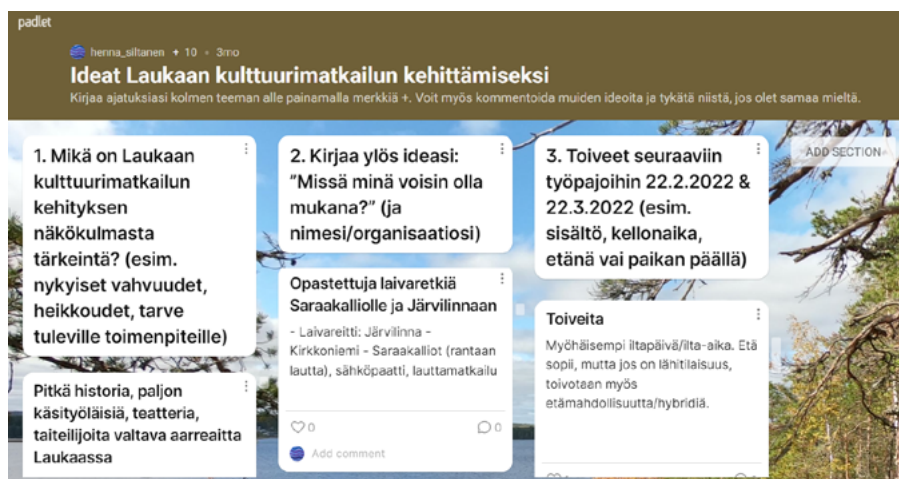 padlet
henna_siltanen + 10 • 3mo
Ideat Laukaan kulttuurimatkailun kehittämiseksi
Kirjaa ajatuksiasi kolmen teeman alle painamalla merkkiä +. Voit myös kommentoida muiden ideoita ja tykätä niistä, jos olet samaa mieltä.
1. Mikä on Laukaan
kulttuurimatkailun
kehityksen
näkökulmasta
tärkeintä? (esim.
nykyiset vahvuudet,
heikkoudet, tarve
tuleville toimenpiteille)
Pitkä historia, paljon
käsityöläisiä, teatteria,
taiteilijoita valtava aarreaitta
Laukaassa
2. Kirjaa ylös ideasi:
"Missä minä voisin olla
mukana?" (ja
nimesi/organisaatiosi)
Opastettuja laivaretkiä
Saraakalliolle ja Järvilinnaan
- Laivareitti: Järvilinna -
Kirkkoniemi - Saraakalliot (rantaan
lautta), sähköpaatti, lauttamatkailu
0 0
Add comment
3. Toiveet seuraaviin
työpajoihin 22.2.2022 &
22.3.2022 (esim.
sisältö, kellonaika,
etänä vai paikan päällä)
Toiveita
Myöhäisempi iltapäivä/ilta-aika. Etä
sopii, mutta jos on lähitilaisuus,
toivotaan myös
etämahdollisuutta/hybridiä.
ADD SECTION